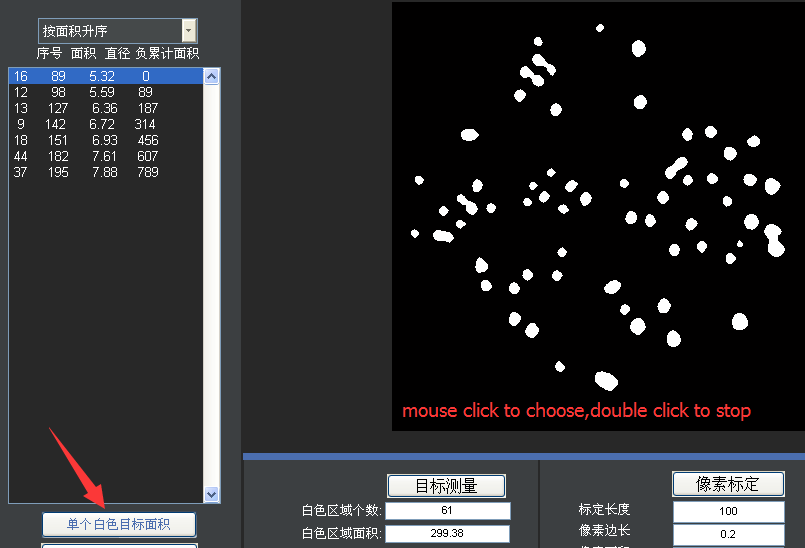 按面积升序
序号 面积 直径 负累计面积
16 89 5.32 0
12 98 5.59 89
13 127 6.36 187
9 142 6.72 314
18 151 6.93 456
44 182 7.61 607
37 195 7.88 789
单个白色目标面积
mouse click to choose,double click to stop
目标测量
白色区域个数: 61
白色区域面积: 299.38
像素标定
标定长度 100
像素边长 0.2